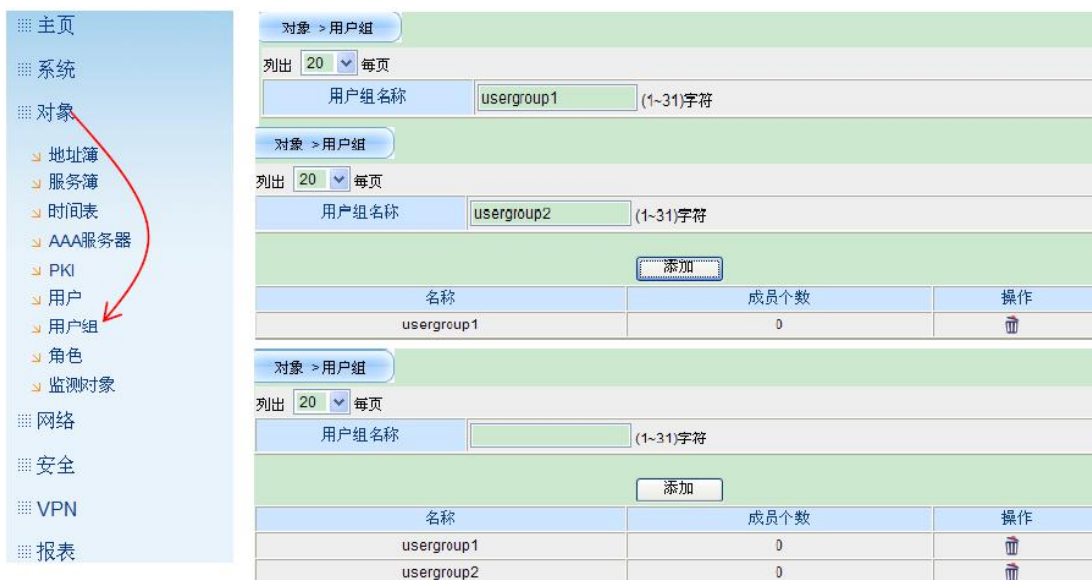 主页
系统
对象
地址簿
服务簿
时间表
AAA服务器
PKI
用户
用户组
角色
监测对象
网络
安全
VPN
报表
对象 >用户组
列出 20 每页
用户组名称 usergroup1 (1~31)字符
对象 >用户组
列出 20 每页
用户组名称 usergroup2 (1~31)字符
添加
名称 成员个数 操作
usergroup1 0
对象 >用户组
列出 20 每页
用户组名称 (1~31)字符
添加
名称 成员个数 操作
usergroup1 0
usergroup2 0